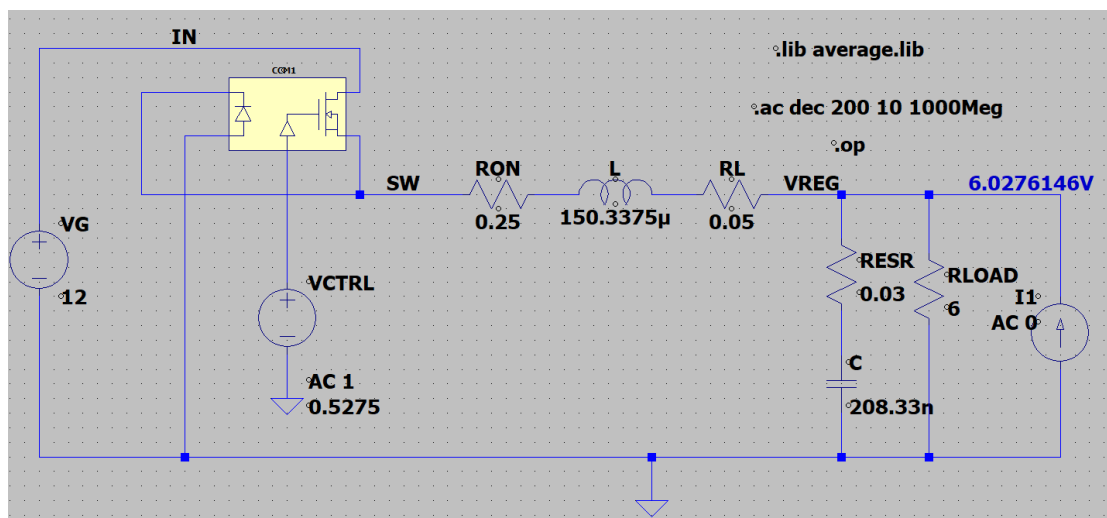 IN
.lib average.lib
COM1
.ac dec 200 10 1000Meg
.op
SW
RON
0.25
L
150.3375µ
RL
0.05
VREG
6.0276146V
VG
12
VCTRL
AC 1
0.5275
RESR
0.03
RLOAD
6
I1
AC 0
C
208.33n